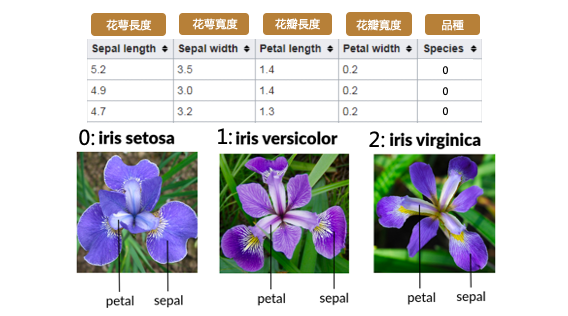 花萼長度 花萼寬度 花瓣長度 花瓣寬度 品種
Sepal length Sepal width Petal length Petal width Species
5.2 3.5 1.4 0.2 0
4.9 3.0 1.4 0.2 0
4.7 3.2 1.3 0.2 0
0: iris setosa 1: iris versicolor 2: iris virginica
petal sepal petal sepal petal sepal